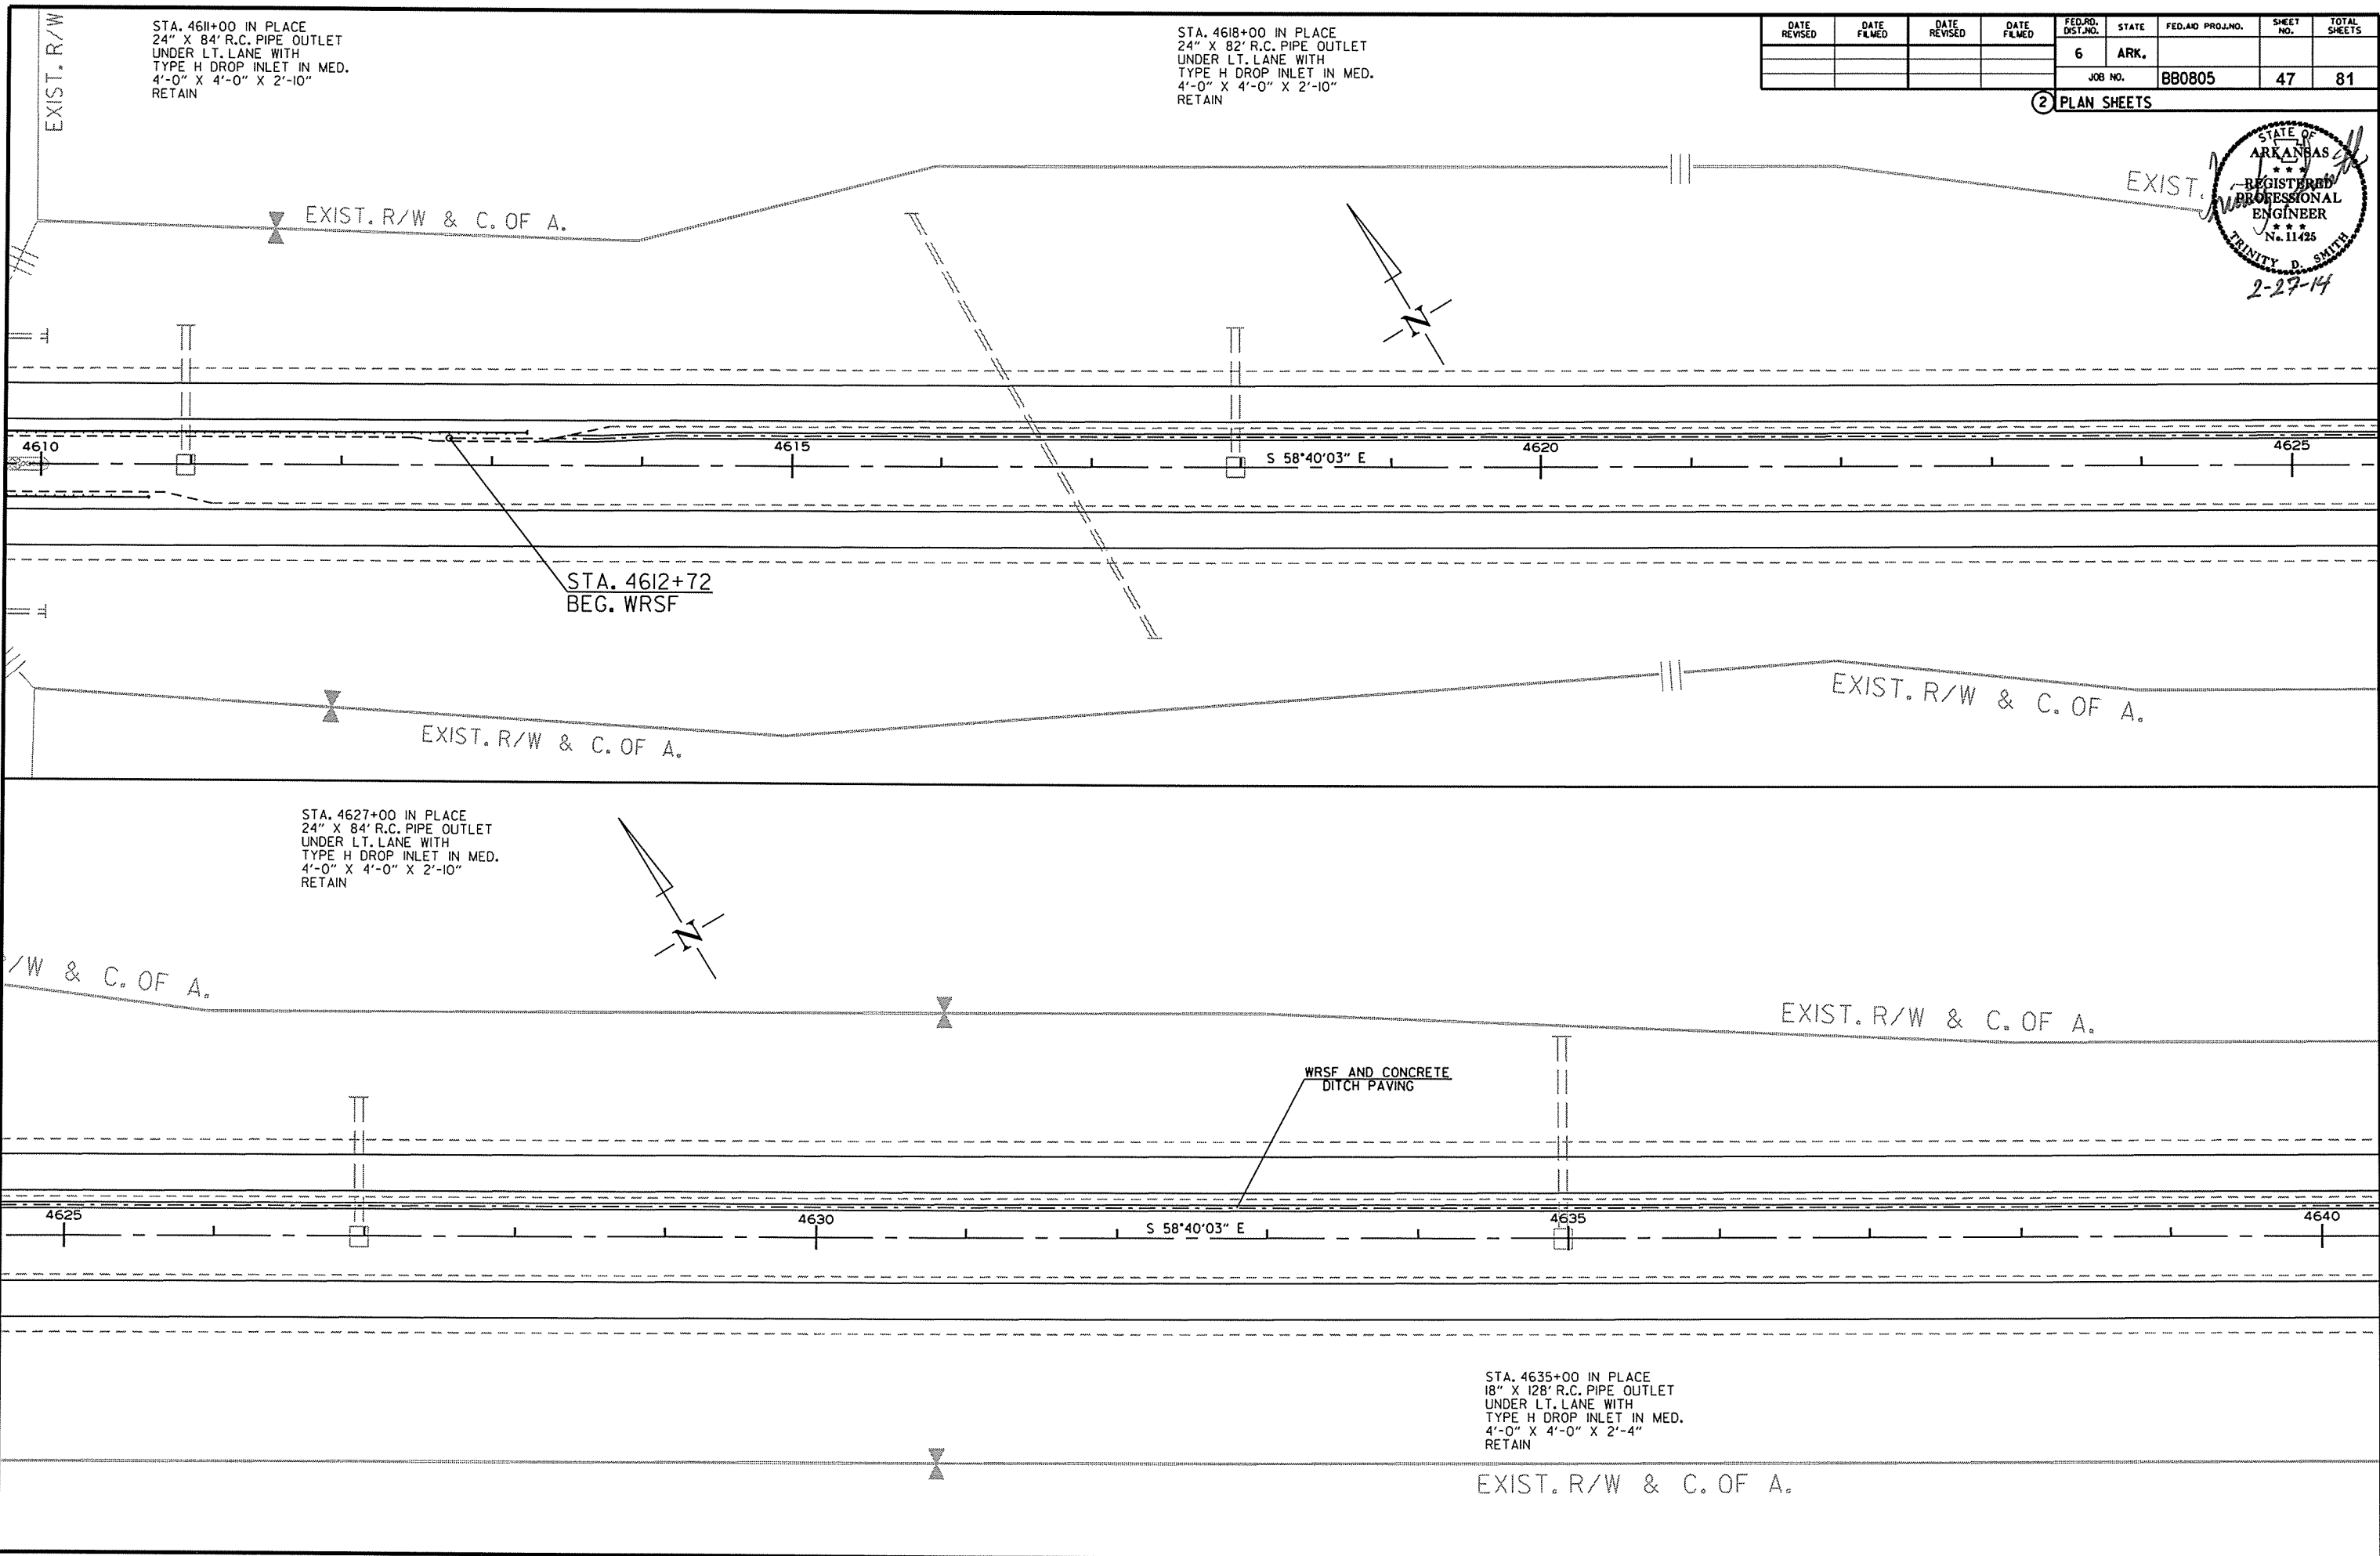 EXIST. R/W
STA. 4611+00 IN PLACE
24" X 84' R.C. PIPE OUTLET
UNDER LT. LANE WITH
TYPE H DROP INLET IN MED.
4'-0" X 4'-0" X 2'-10"
RETAIN
STA. 4618+00 IN PLACE
24" X 82' R.C. PIPE OUTLET
UNDER LT. LANE WITH
TYPE H DROP INLET IN MED.
4'-0" X 4'-0" X 2'-10"
RETAIN
DATE REVISED
DATE FILMED
DATE REVISED
DATE FILMED
FED.RD. DIST.NO.
STATE
FED.AID PROJ.NO.
SHEET NO.
TOTAL SHEETS
6
ARK.
JOB NO.
BB0805
47
81
2 PLAN SHEETS
STATE OF
ARKANSAS
REGISTERED
PROFESSIONAL
ENGINEER
No. 11425
TRINITY D. SMITH
2-27-14
EXIST.
EXIST. R/W & C. OF A.
N
4610
4615
4620
4625
S 58°40'03" E
STA. 4612+72
BEG. WRSF
EXIST. R/W & C. OF A.
EXIST. R/W & C. OF A.
STA. 4627+00 IN PLACE
24" X 84' R.C. PIPE OUTLET
UNDER LT. LANE WITH
TYPE H DROP INLET IN MED.
4'-0" X 4'-0" X 2'-10"
RETAIN
N
/W & C. OF A.
EXIST. R/W & C. OF A.
WRSF AND CONCRETE
DITCH PAVING
4625
4630
4635
4640
S 58°40'03" E
STA. 4635+00 IN PLACE
18" X 128' R.C. PIPE OUTLET
UNDER LT. LANE WITH
TYPE H DROP INLET IN MED.
4'-0" X 4'-0" X 2'-4"
RETAIN
EXIST. R/W & C. OF A.